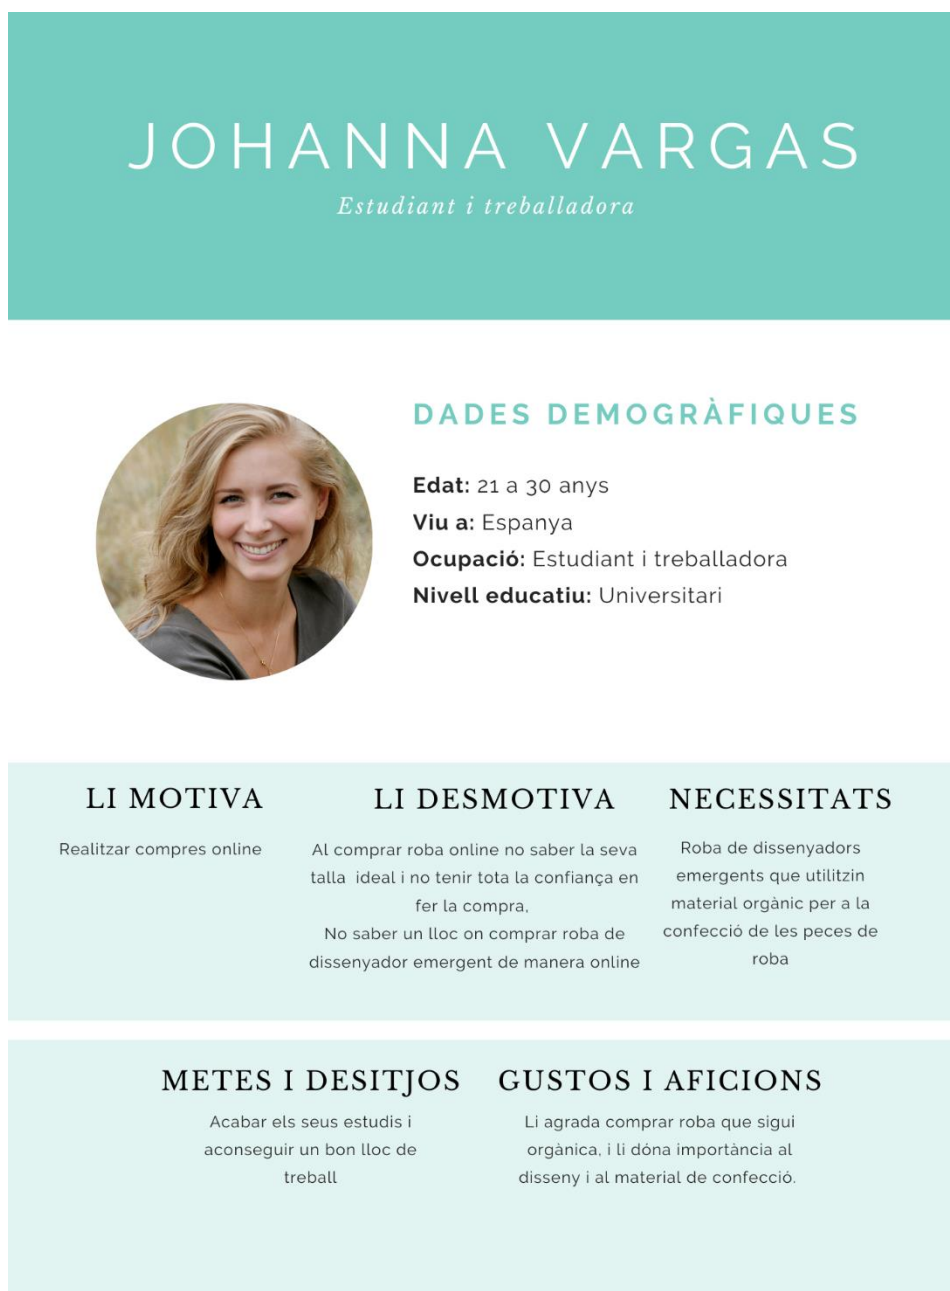 JOHANNA VARGAS
Estudiant i treballadora
DADES DEMOGRÀFIQUES
Edat: 21 a 30 anys
Viu a: Espanya
Ocupació: Estudiant i treballadora
Nivell educatiu: Universitari
LI MOTIVA
Realitzar compres online
LI DESMOTIVA
Al comprar roba online no saber la seva
talla ideal i no tenir tota la confiança en
fer la compra,
No saber un lloc on comprar roba de
dissenyador emergent de manera online
NECESSITATS
Roba de dissenyadors
emergents que utilitzin
material orgànic per a la
confecció de les peces de
roba
METES I DESITJOS
Acabar els seus estudis i
aconseguir un bon lloc de
treball
GUSTOS I AFICIONS
Li agrada comprar roba que sigui
orgànica, i li dóna importància al
disseny i al material de confecció.